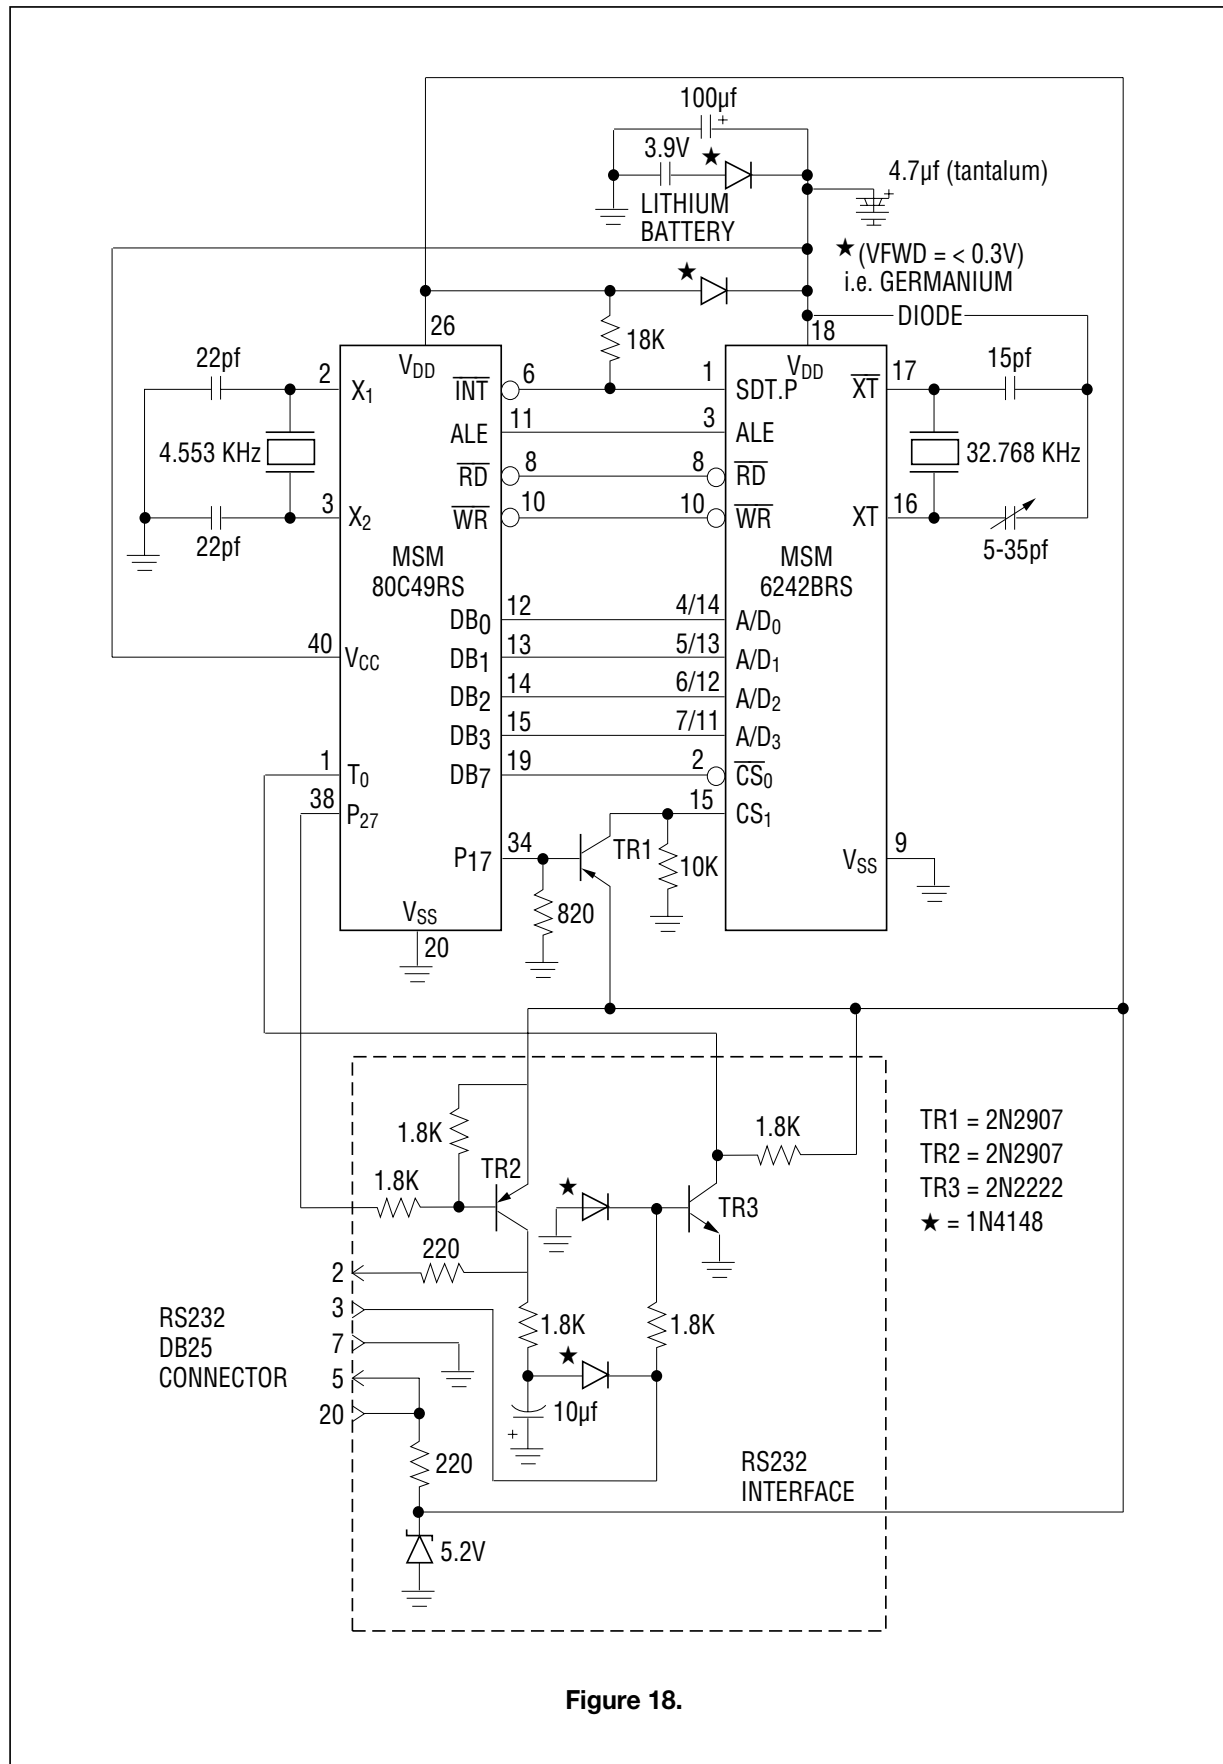 100µf
+
3.9V
★
4.7µf (tantalum)
+
LITHIUM
BATTERY
★ (VFWD = < 0.3V)
i.e. GERMANIUM
DIODE
★
26
18K
18
22pf
2
X1
VDD
INT
6
1
SDT.P
VDD
XT
17
15pf
ALE
11
3
ALE
4.553 KHz
RD
8
8
RD
32.768 KHz
3
X2
WR
10
10
WR
XT
16
22pf
5-35pf
MSM
80C49RS
MSM
6242BRS
DB0
12
4/14
A/D0
40
VCC
DB1
13
5/13
A/D1
DB2
14
6/12
A/D2
DB3
15
7/11
A/D3
1
T0
DB7
19
2
CS0
38
P27
15
CS1
P17
34
TR1
10K
VSS
9
820
VSS
20
1.8K
1.8K
TR2
★
TR3
1.8K
TR1 = 2N2907
TR2 = 2N2907
TR3 = 2N2222
★ = 1N4148
2
220
RS232
DB25
CONNECTOR
3
7
5
20
1.8K
★
1.8K
10µf
+
220
RS232
INTERFACE
5.2V
Figure 18.